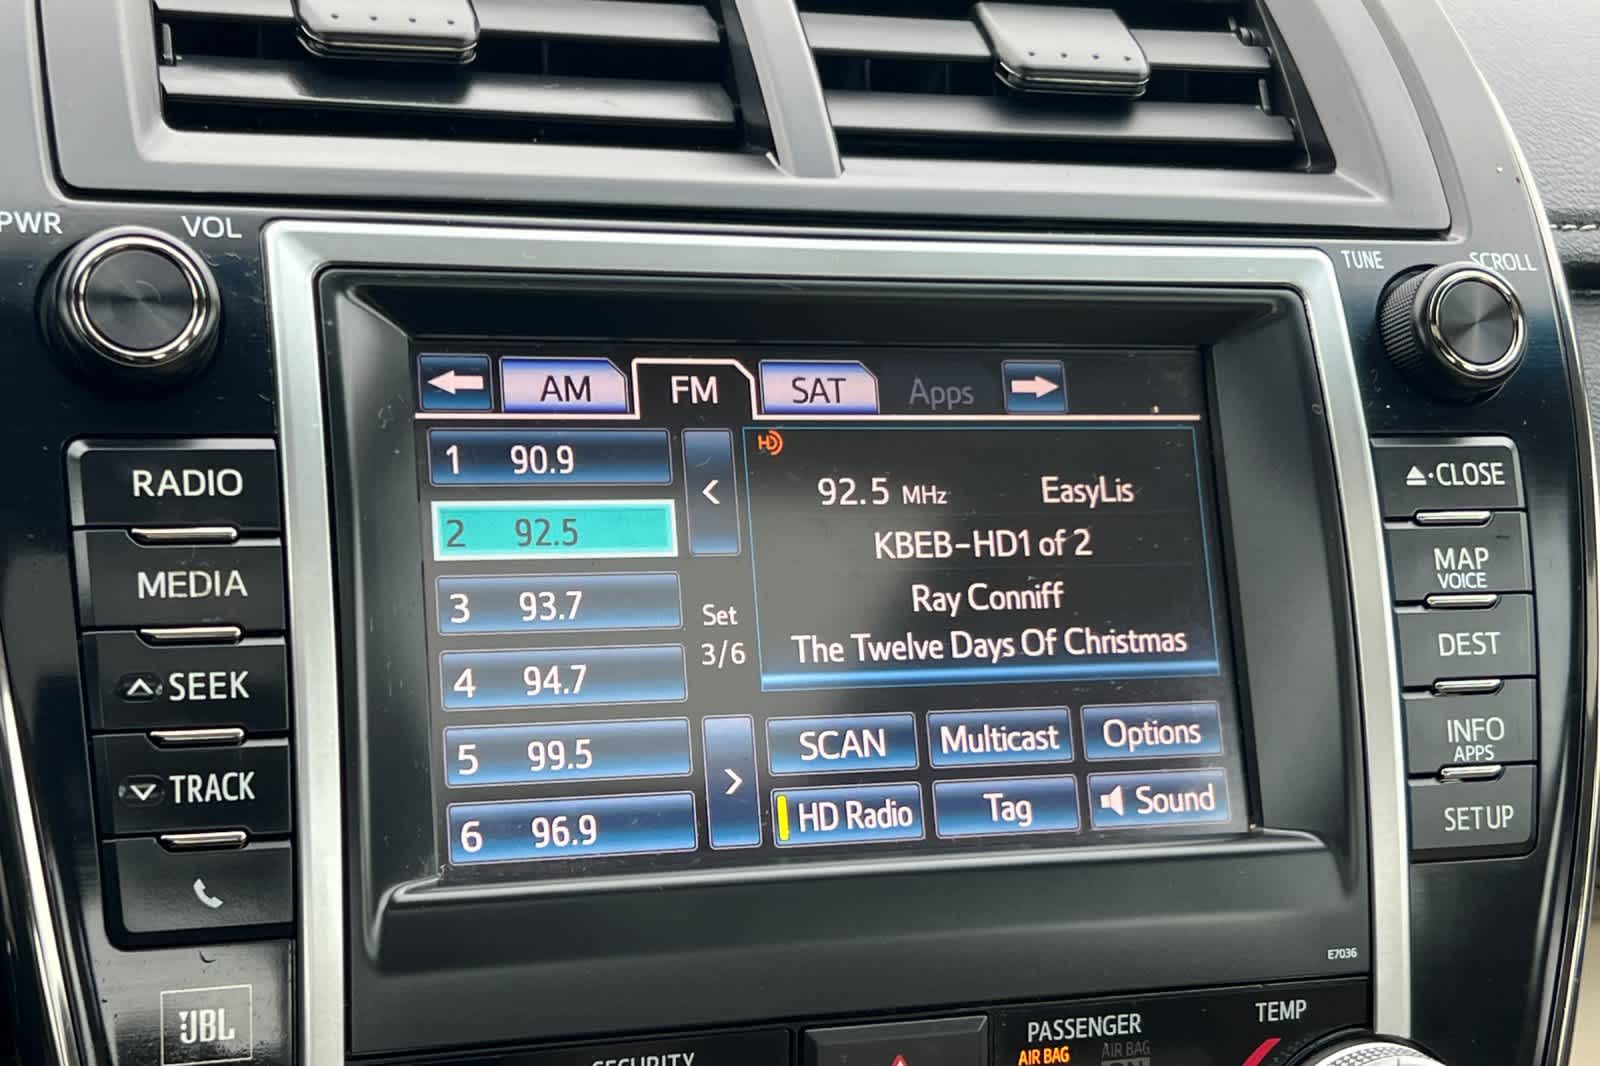 PWR
VOL
TUNE
SCROLL
AM
FM
SAT
Apps
1 90.9
2 92.5
3 93.7
4 94.7
5 99.5
6 96.9
<
Set
3/6
>
HD
92.5 MHz EasyLis
KBEB-HD1 of 2
Ray Conniff
The Twelve Days Of Christmas
SCAN
Multicast
Options
HD Radio
Tag
Sound
RADIO
MEDIA
SEEK
TRACK
CLOSE
MAP
VOICE
DEST
INFO
APPS
SETUP
E7036
JBL
SECURITY
PASSENGER
AIR BAG
AIR BAG
TEMP